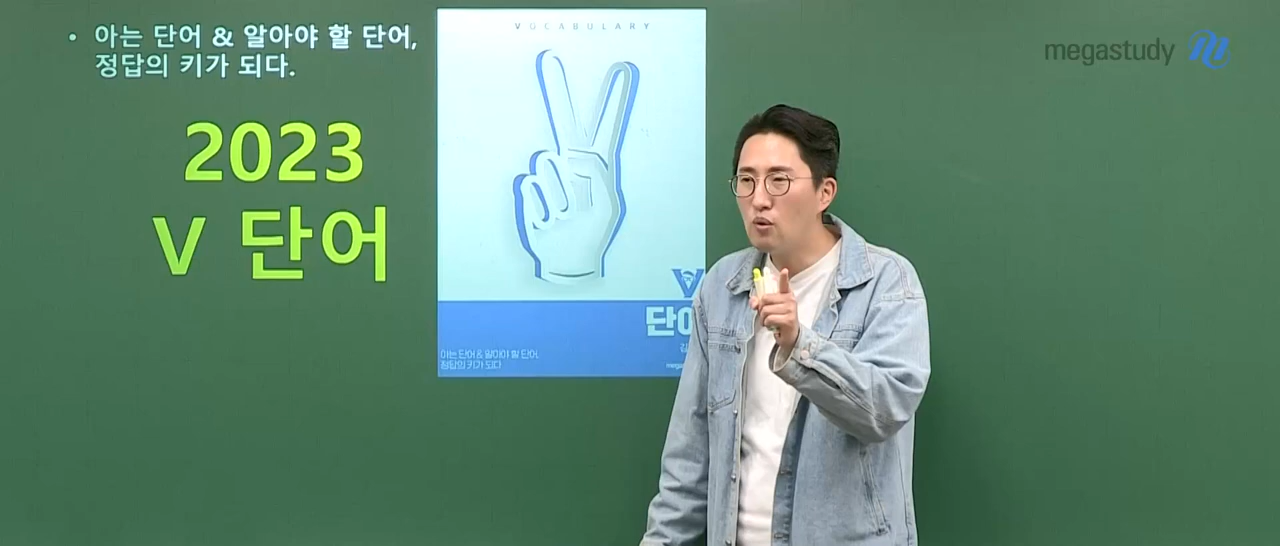 • 아는 단어 & 알아야 할 단어,
정답의 키가 되다.
2023
V 단어
VOCABULARY
V
단어
아는 단어 & 알아야 할 단어,
정답의 키가 되다
megastudy